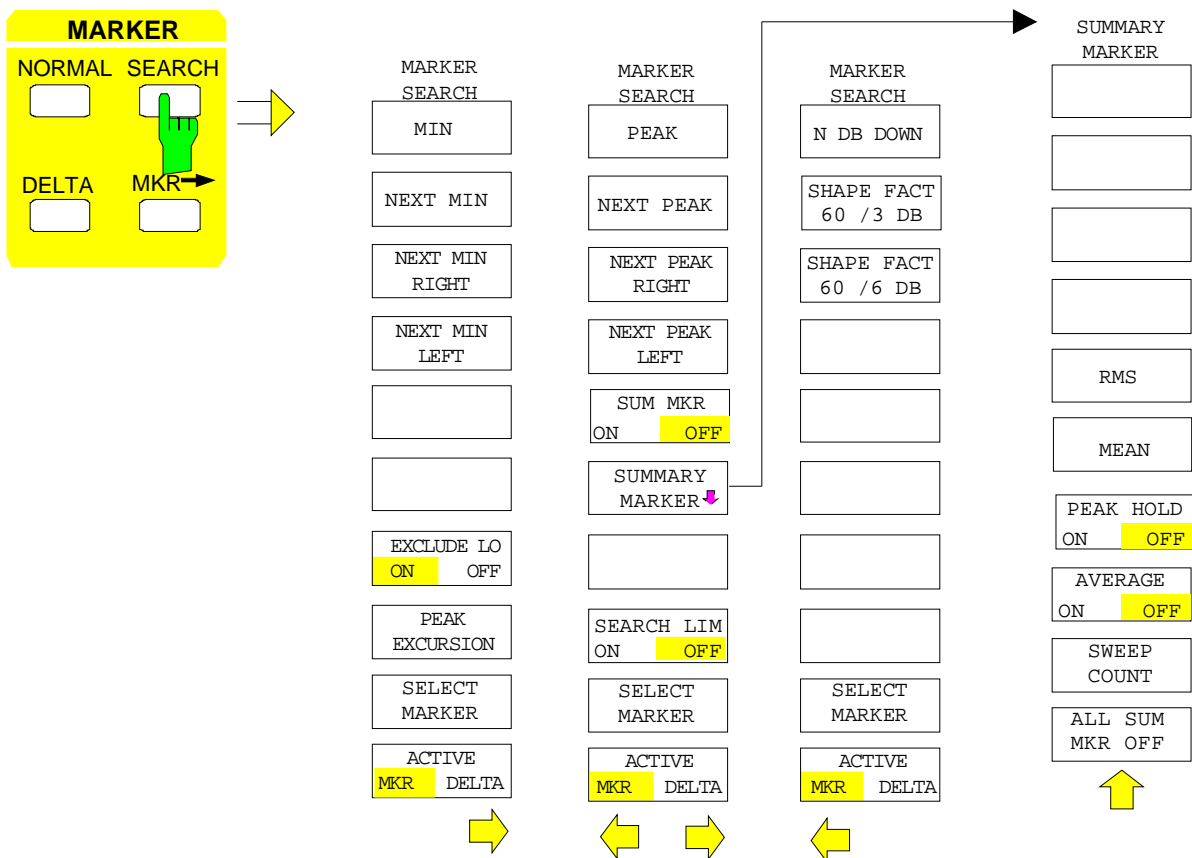 MARKER
NORMAL SEARCH
DELTA MKR
MARKER
SEARCH
MIN
NEXT MIN
NEXT MIN
RIGHT
NEXT MIN
LEFT
EXCLUDE LO
ON OFF
PEAK
EXCURSION
SELECT
MARKER
ACTIVE
MKR DELTA
MARKER
SEARCH
PEAK
NEXT PEAK
NEXT PEAK
RIGHT
NEXT PEAK
LEFT
SUM MKR
ON OFF
SUMMARY
MARKER
SEARCH LIM
ON OFF
SELECT
MARKER
ACTIVE
MKR DELTA
MARKER
SEARCH
N DB DOWN
SHAPE FACT
60 /3 DB
SHAPE FACT
60 /6 DB
SELECT
MARKER
ACTIVE
MKR DELTA
SUMMARY
MARKER
RMS
MEAN
PEAK HOLD
ON OFF
AVERAGE
ON OFF
SWEEP
COUNT
ALL SUM
MKR OFF